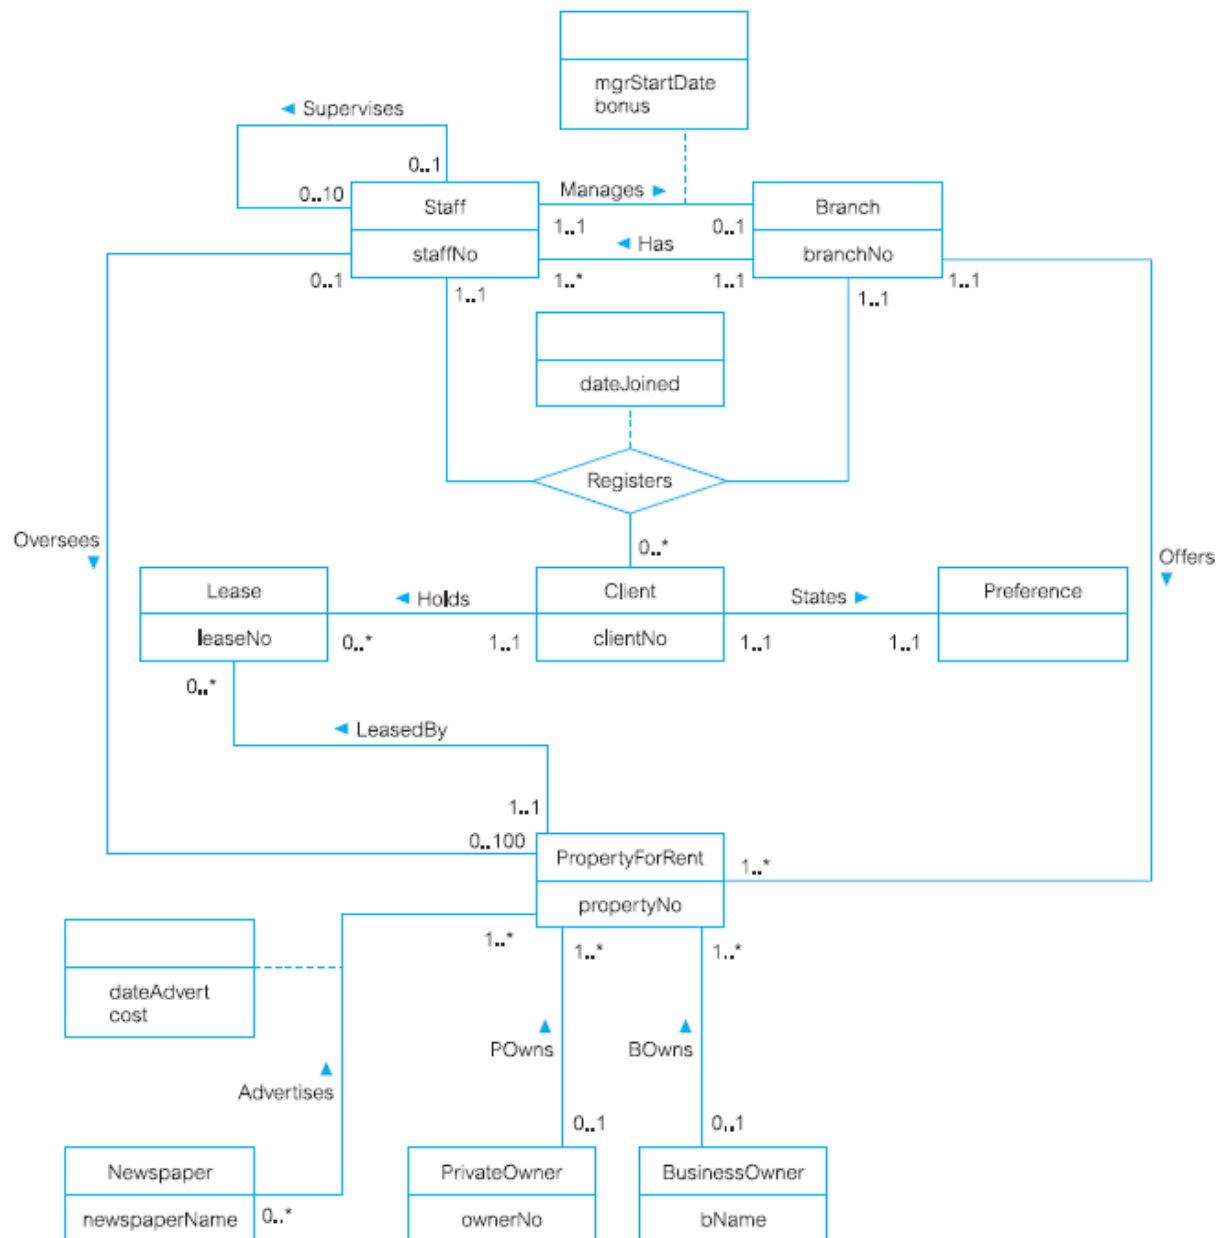 mgrStartDate
bonus
◄ Supervises
0..1
0..10
Staff
Manages ►
Branch
1..1
0..1
◄ Has
staffNo
branchNo
0..1
1..1
1..*
1..1
1..1
1..1
dateJoined
Registers
Oversees
▼
0..*
Offers
▼
Lease
◄ Holds
Client
States ►
Preference
leaseNo
0..*
1..1
clientNo
1..1
1..1
0..*
◄ LeasedBy
1..1
0..100
PropertyForRent
1..*
propertyNo
1..*
1..*
1..*
dateAdvert
cost
▲
POwns
▲
BOwns
▲
Advertises
0..1
0..1
Newspaper
PrivateOwner
BusinessOwner
newspaperName
0..*
ownerNo
bName